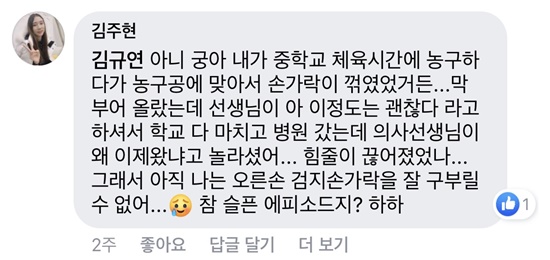 김주현
김규연 아니 궁아 내가 중학교 체육시간에 농구하
다가 농구공에 맞아서 손가락이 꺾였었거든...막
부어 올랐는데 선생님이 아 이정도는 괜찮다 라고
하셔서 학교 다 마치고 병원 갔는데 의사선생님이
왜 이제왔냐고 놀라셨어... 힘줄이 끊어졌었나...
그래서 아직 나는 오른손 검지손가락을 잘 구부릴
수 없어...😥 참 슬픈 에피소드지? 하하
1
2주 좋아요 답글 달기 더 보기